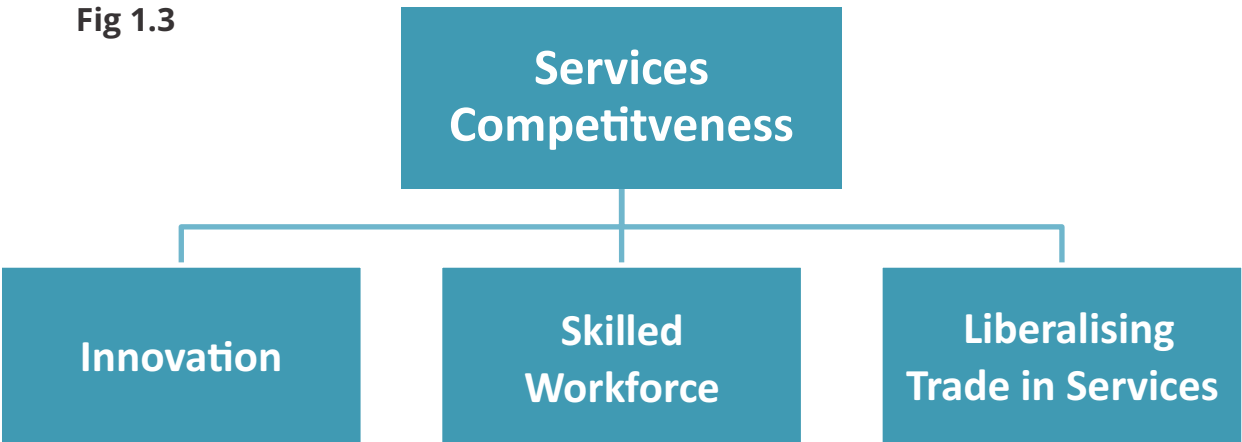 Fig 1.3
Services
Competitveness
Innovation
Skilled
Workforce
Liberalising
Trade in Services